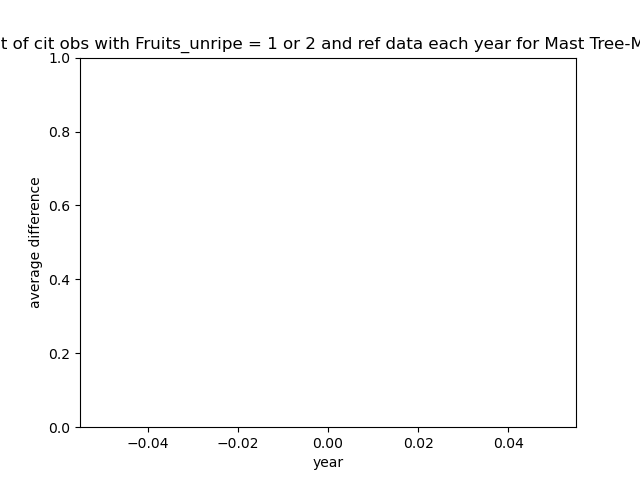 t of cit obs with Fruits_unripe = 1 or 2 and ref data each year for Mast Tree-M
1.0
0.8
0.6
0.4
0.2
0.0
average difference
−0.04 −0.02 0.00 0.02 0.04
year